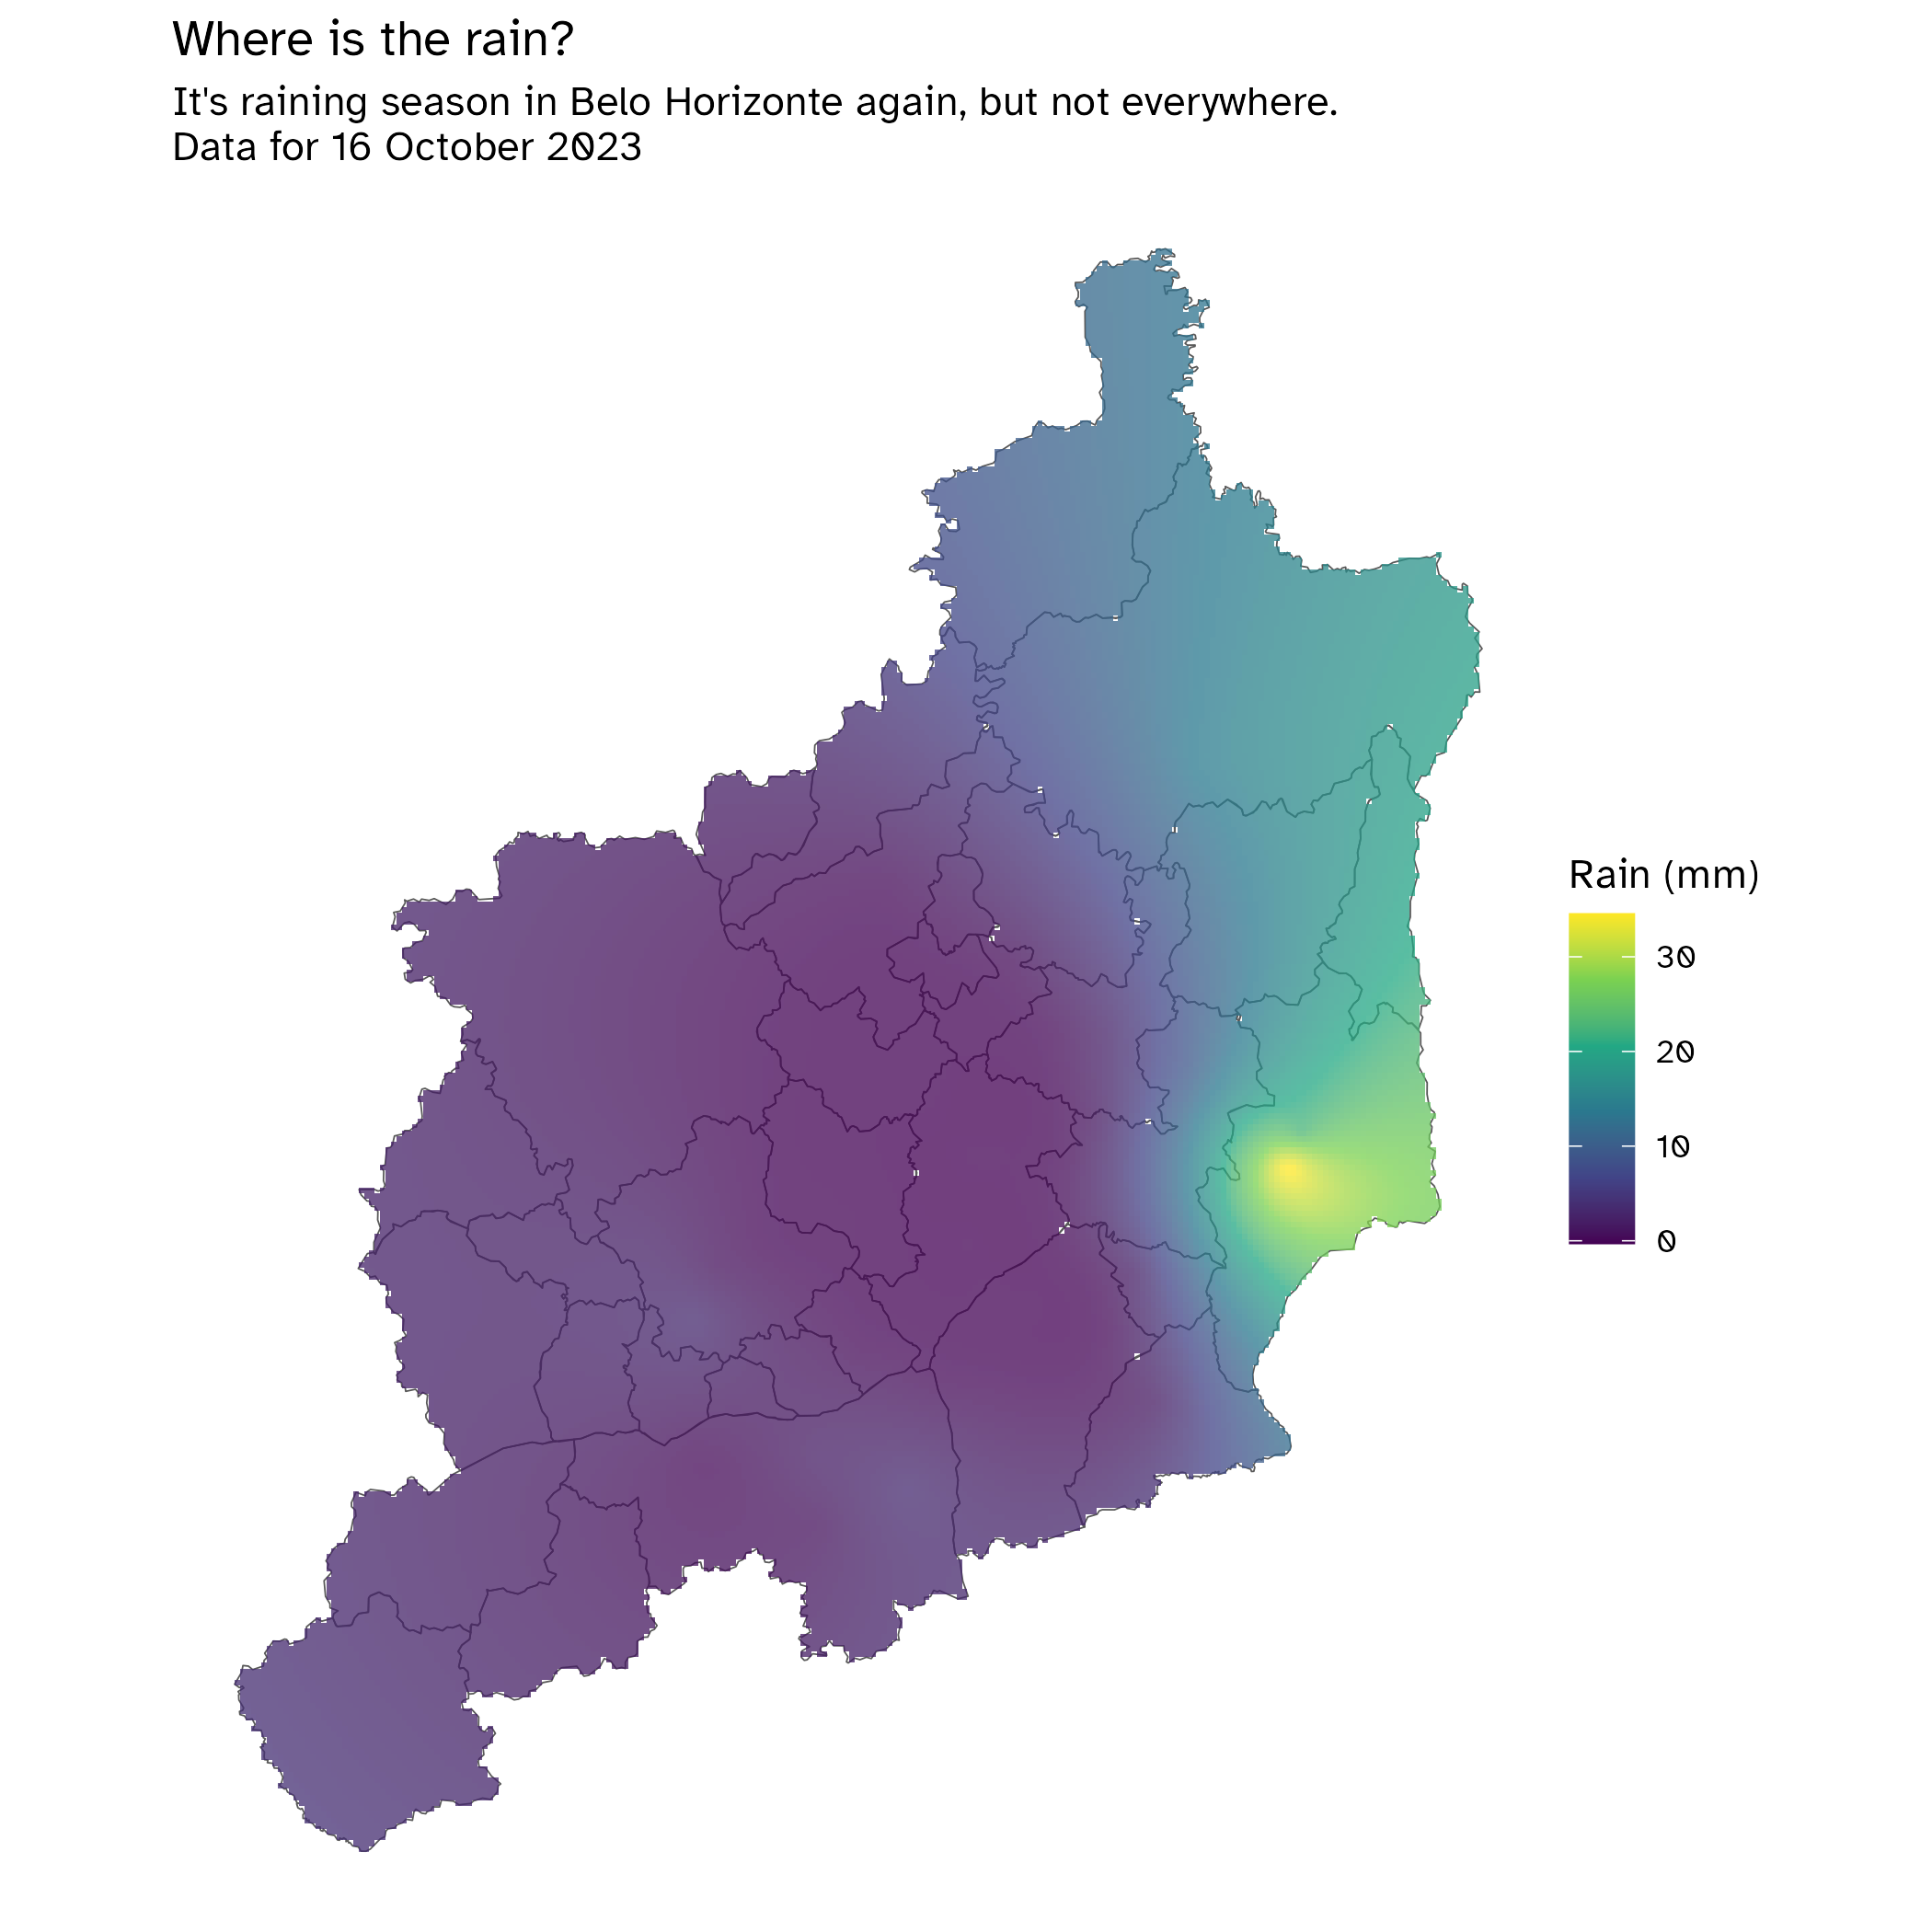 Where is the rain?
It's raining season in Belo Horizonte again, but not everywhere.
Data for 16 October 2023
Rain (mm)
30
20
10
0